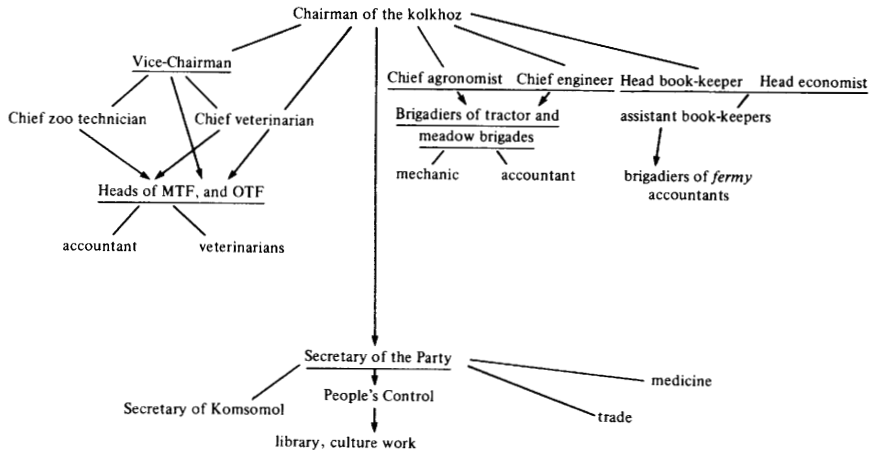 Chairman of the kolkhoz
Vice-Chairman
Chief agronomist Chief engineer Head book-keeper Head economist
Chief zoo technician Chief veterinarian
Brigadiers of tractor and
meadow brigades
assistant book-keepers
mechanic accountant
brigadiers of fermy
accountants
Heads of MTF, and OTF
accountant veterinarians
Secretary of the Party
medicine
People's Control
Secretary of Komsomol
trade
library, culture work